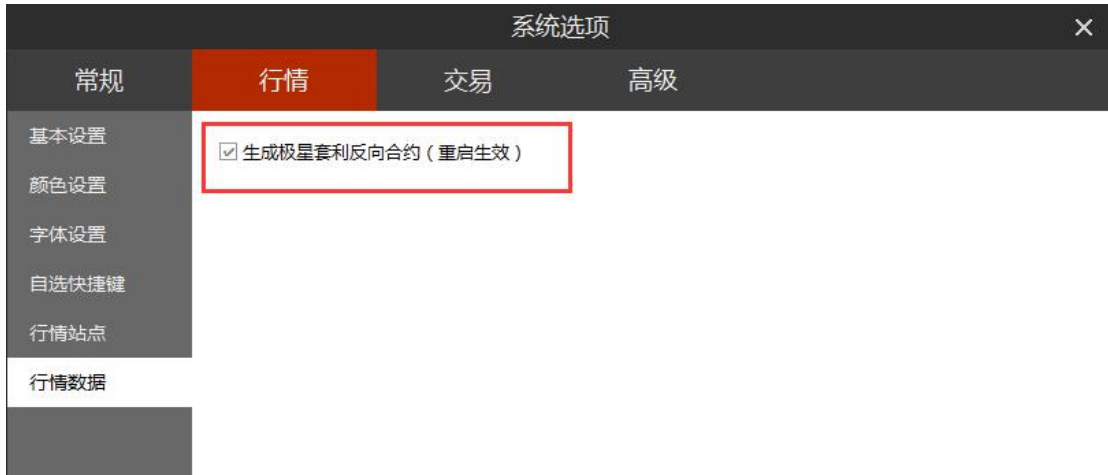 系统选项
常规 行情 交易 高级
基本设置
生成极星套利反向合约（重启生效）
颜色设置
字体设置
自选快捷键
行情站点
行情数据